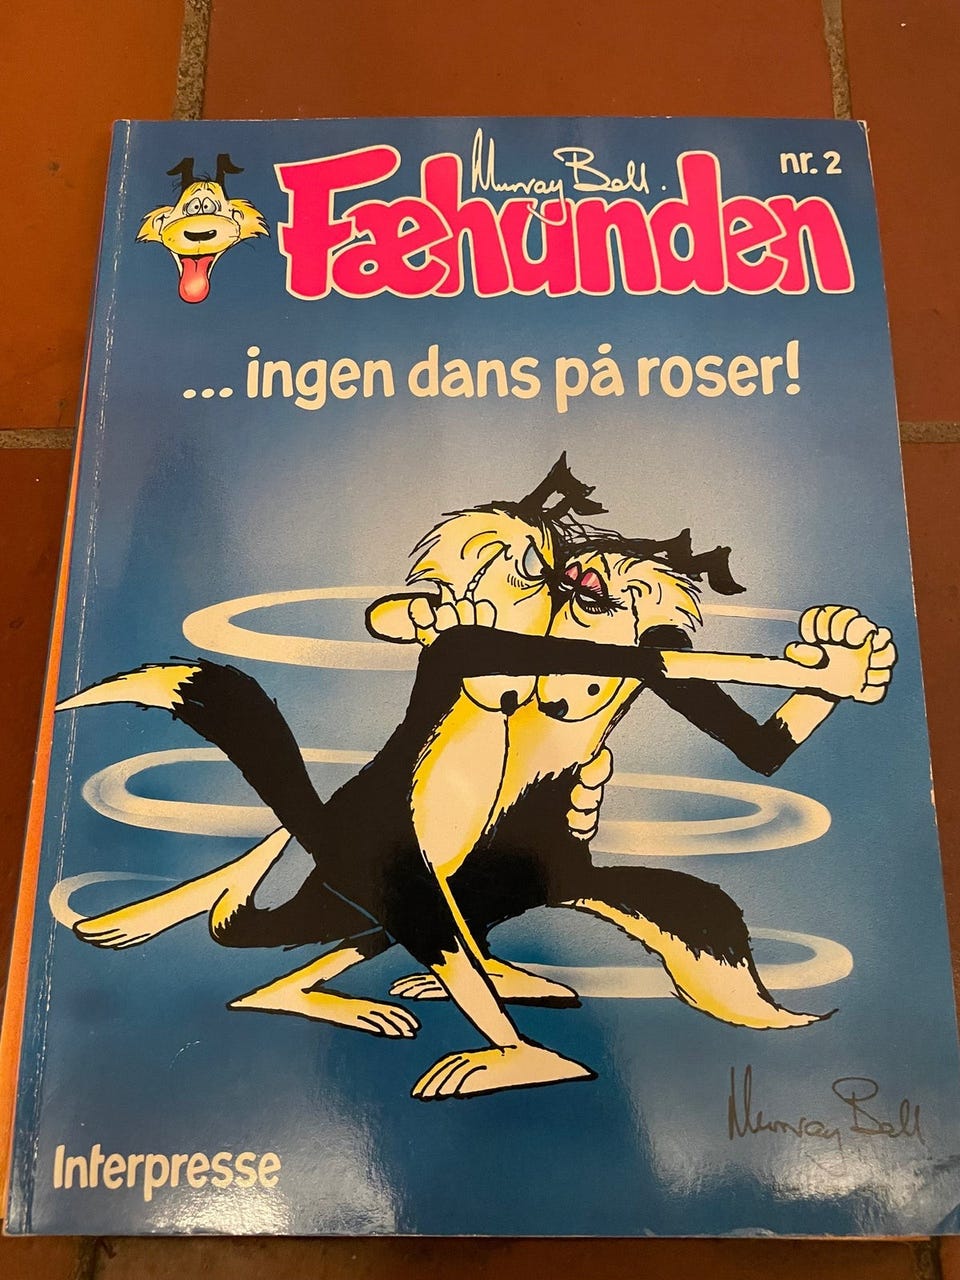 Murray Ball.
nr. 2
Fæhunden
... ingen dans på roser!
Murray Ball
Interpresse